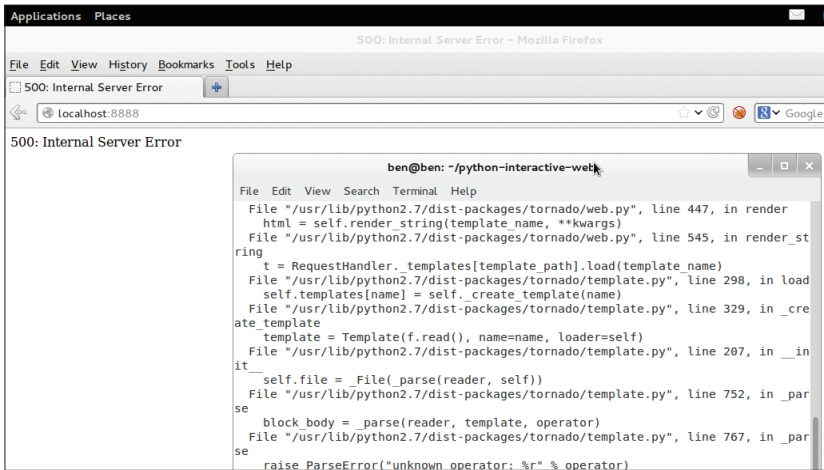 Applications Places
500: Internal Server Error - Mozilla Firefox
File Edit View History Bookmarks Tools Help
500: Internal Server Error
localhost:8888
Google
500: Internal Server Error
ben@ben: ~/python-interactive-web
File Edit View Search Terminal Help
File "/usr/lib/python2.7/dist-packages/tornado/web.py", line 447, in render
html = self.render_string(template_name, **kwargs)
File "/usr/lib/python2.7/dist-packages/tornado/web.py", line 545, in render_st
ring
t = RequestHandler._templates[template_path].load(template_name)
File "/usr/lib/python2.7/dist-packages/tornado/template.py", line 298, in load
self.templates[name] = self._create_template(name)
File "/usr/lib/python2.7/dist-packages/tornado/template.py", line 329, in _cre
ate_template
template = Template(f.read(), name=name, loader=self)
File "/usr/lib/python2.7/dist-packages/tornado/template.py", line 207, in __in
it__
self.file = _File(_parse(reader, self))
File "/usr/lib/python2.7/dist-packages/tornado/template.py", line 752, in _par
se
block_body = _parse(reader, template, operator)
File "/usr/lib/python2.7/dist-packages/tornado/template.py", line 767, in _par
se
raise ParseError("unknown operator: %r" % operator)